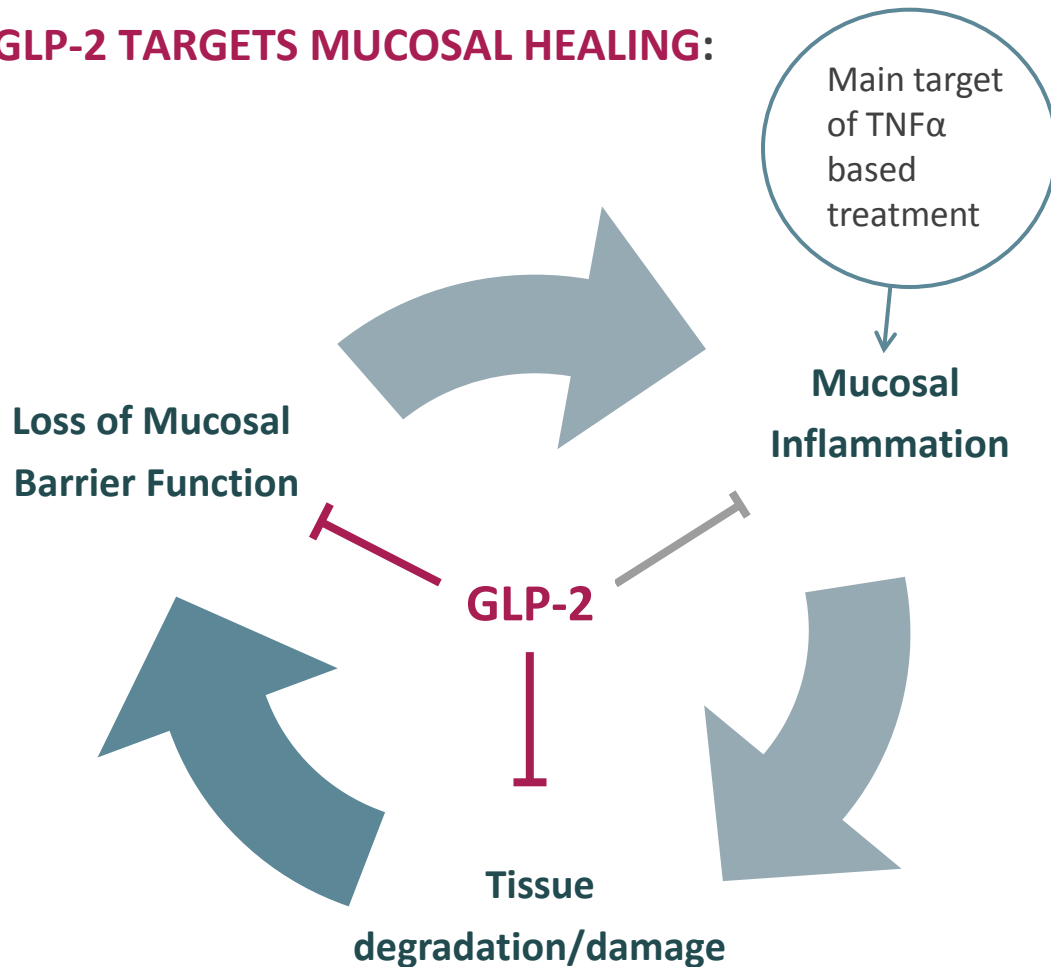 GLP-2 TARGETS MUCOSAL HEALING:
Main target
of TNFα
based
treatment
Mucosal
Inflammation
Loss of Mucosal
Barrier Function
GLP-2
Tissue
degradation/damage